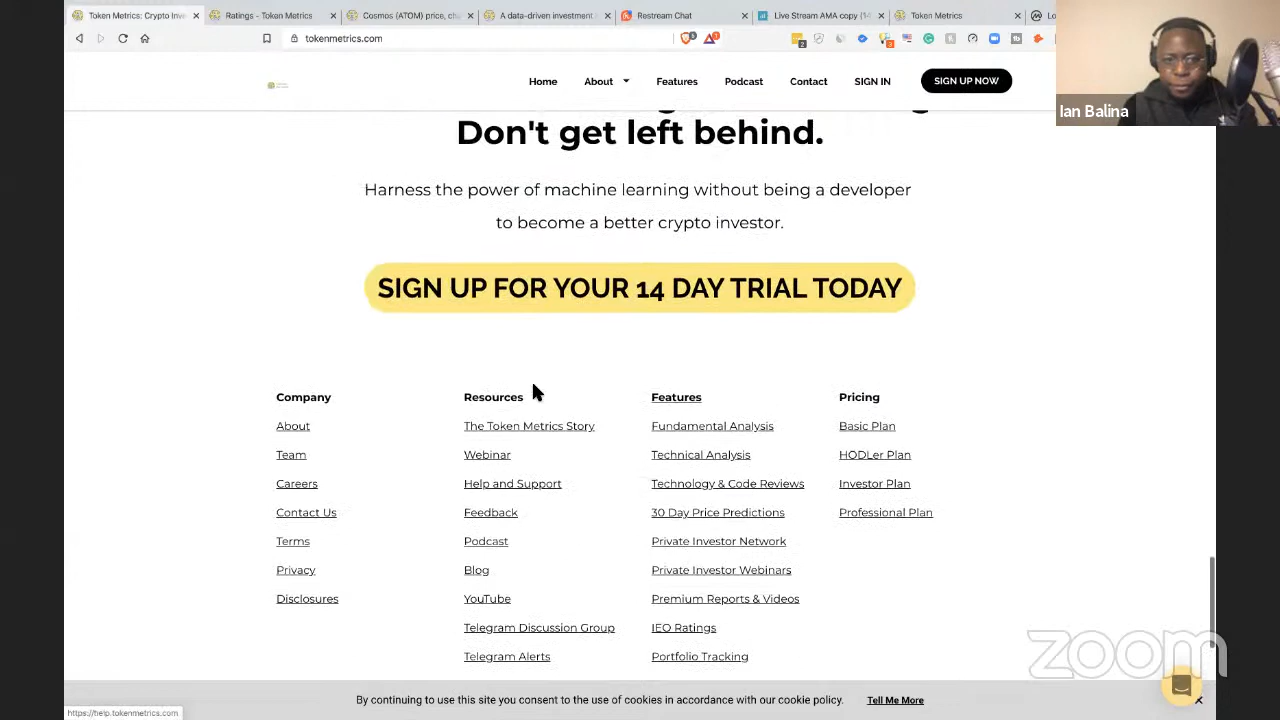 Token Metrics: Crypto Inve
Ratings - Token Metrics
Cosmos (ATOM) price, ch
A data-driven investment
Restream Chat
Live Stream AMA copy (14
Token Metrics
tokenmetrics.com
Home
About
Features
Podcast
Contact
SIGN IN
SIGN UP NOW
Ian Balina
Don't get left behind.
Harness the power of machine learning without being a developer
to become a better crypto investor.
SIGN UP FOR YOUR 14 DAY TRIAL TODAY
Company
About
Team
Careers
Contact Us
Terms
Privacy
Disclosures
Resources
The Token Metrics Story
Webinar
Help and Support
Feedback
Podcast
Blog
YouTube
Telegram Discussion Group
Telegram Alerts
Features
Fundamental Analysis
Technical Analysis
Technology & Code Reviews
30 Day Price Predictions
Private Investor Network
Private Investor Webinars
Premium Reports & Videos
IEO Ratings
Portfolio Tracking
Pricing
Basic Plan
HODLer Plan
Investor Plan
Professional Plan
zoom
By continuing to use this site you consent to the use of cookies in accordance with our cookie policy.
Tell Me More
https://help.tokenmetrics.com